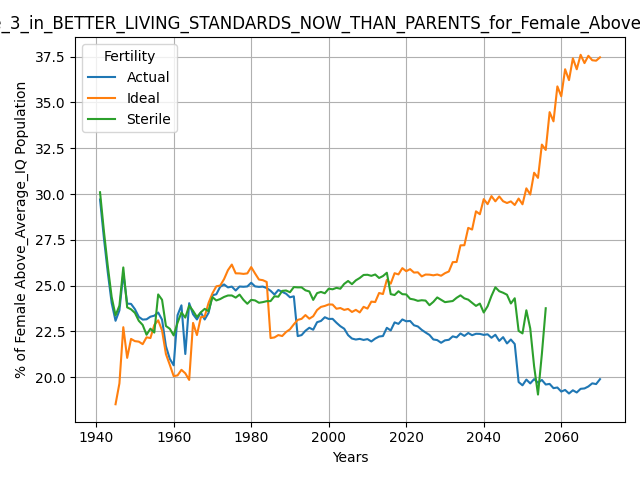 _3_in_BETTER_LIVING_STANDARDS_NOW_THAN_PARENTS_for_Female_Above
37.5
35.0
32.5
30.0
27.5
25.0
22.5
20.0
% of Female Above_Average_IQ Population
Fertility
Actual
Ideal
Sterile
1940 1960 1980 2000 2020 2040 2060
Years